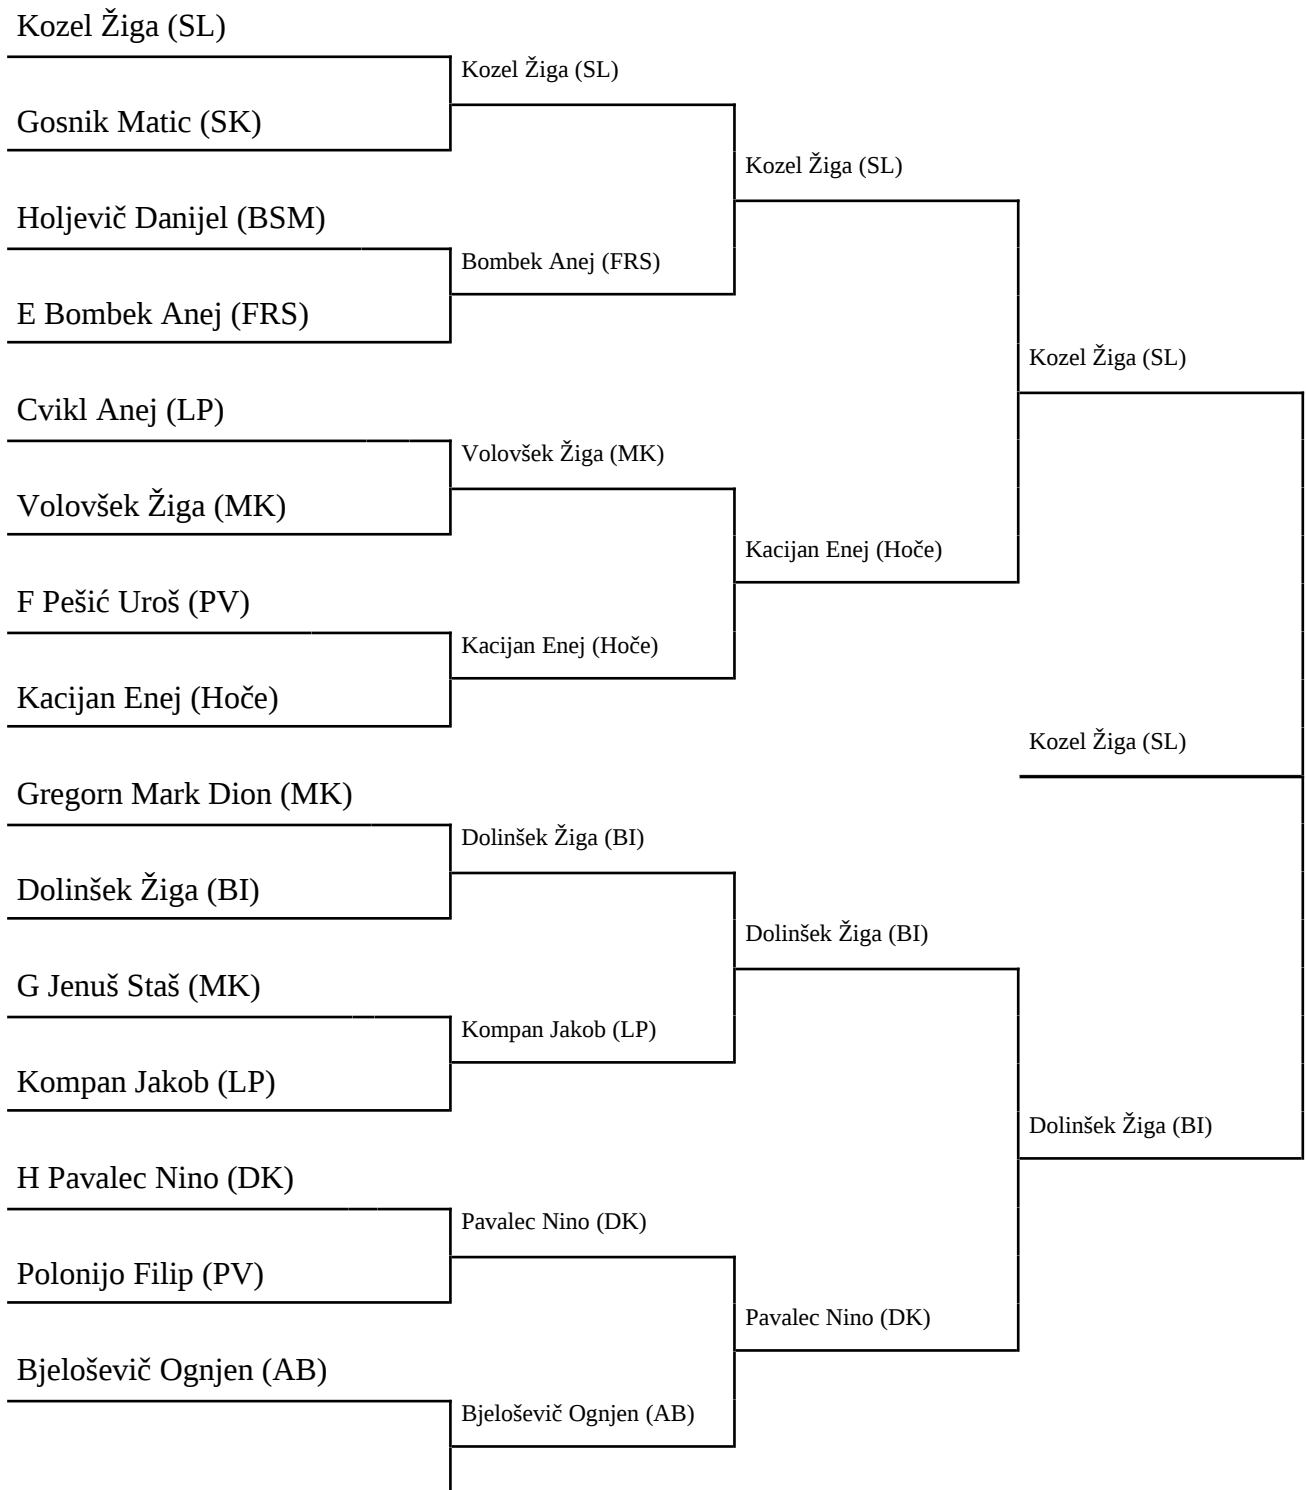 Kozel Žiga (SL)
Kozel Žiga (SL)
Gosnik Matic (SK)
Kozel Žiga (SL)
Holjevič Danijel (BSM)
Bombek Anej (FRS)
E Bombek Anej (FRS)
Kozel Žiga (SL)
Cvikl Anej (LP)
Volovšek Žiga (MK)
Volovšek Žiga (MK)
Kacijan Enej (Hoče)
F Pešić Uroš (PV)
Kacijan Enej (Hoče)
Kacijan Enej (Hoče)
Kozel Žiga (SL)
Gregorn Mark Dion (MK)
Dolinšek Žiga (BI)
Dolinšek Žiga (BI)
Dolinšek Žiga (BI)
G Jenuš Staš (MK)
Kompan Jakob (LP)
Kompan Jakob (LP)
Dolinšek Žiga (BI)
H Pavalec Nino (DK)
Pavalec Nino (DK)
Polonijo Filip (PV)
Pavalec Nino (DK)
Bjeloševič Ognjen (AB)
Bjeloševič Ognjen (AB)